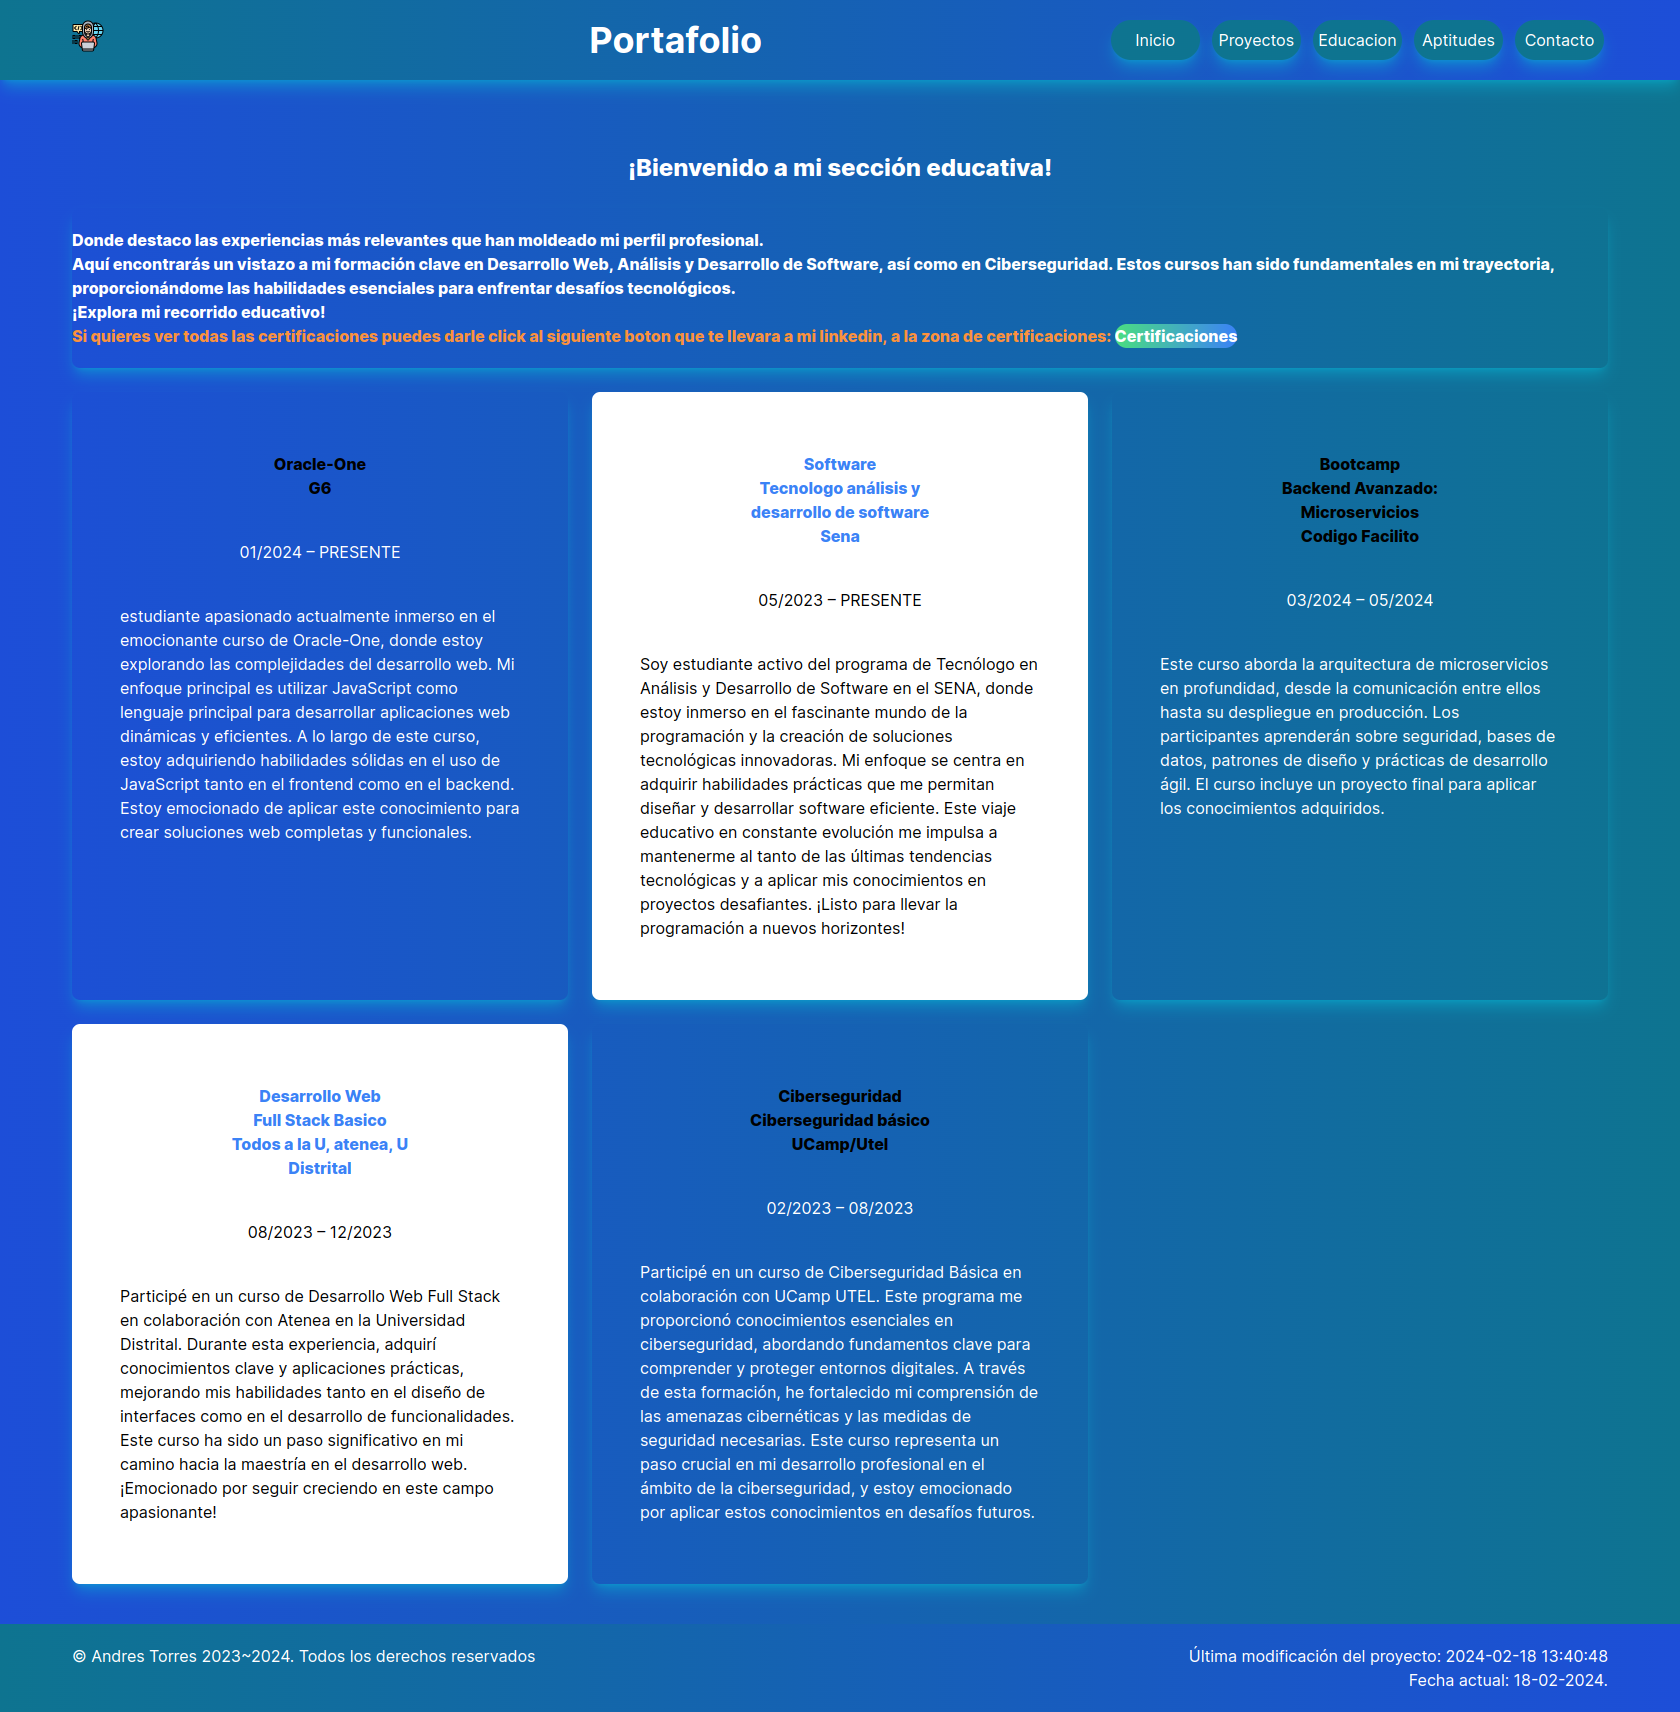 Portafolio
Inicio
Proyectos
Educacion
Aptitudes
Contacto
¡Bienvenido a mi sección educativa!
Donde destaco las experiencias más relevantes que han moldeado mi perfil profesional.
Aquí encontrarás un vistazo a mi formación clave en Desarrollo Web, Análisis y Desarrollo de Software, así como en Ciberseguridad. Estos cursos han sido fundamentales en mi trayectoria,
proporcionándome las habilidades esenciales para enfrentar desafíos tecnológicos.
¡Explora mi recorrido educativo!
Si quieres ver todas las certificaciones puedes darle click al siguiente boton que te llevara a mi linkedin, a la zona de certificaciones: Certificaciones
Oracle-One
G6
01/2024 – PRESENTE
estudiante apasionado actualmente inmerso en el
emocionante curso de Oracle-One, donde estoy
explorando las complejidades del desarrollo web. Mi
enfoque principal es utilizar JavaScript como
lenguaje principal para desarrollar aplicaciones web
dinámicas y eficientes. A lo largo de este curso,
estoy adquiriendo habilidades sólidas en el uso de
JavaScript tanto en el frontend como en el backend.
Estoy emocionado de aplicar este conocimiento para
crear soluciones web completas y funcionales.
Software
Tecnologo análisis y
desarrollo de software
Sena
05/2023 – PRESENTE
Soy estudiante activo del programa de Tecnólogo en
Análisis y Desarrollo de Software en el SENA, donde
estoy inmerso en el fascinante mundo de la
programación y la creación de soluciones
tecnológicas innovadoras. Mi enfoque se centra en
adquirir habilidades prácticas que me permitan
diseñar y desarrollar software eficiente. Este viaje
educativo en constante evolución me impulsa a
mantenerme al tanto de las últimas tendencias
tecnológicas y a aplicar mis conocimientos en
proyectos desafiantes. ¡Listo para llevar la
programación a nuevos horizontes!
Bootcamp
Backend Avanzado:
Microservicios
Codigo Facilito
03/2024 – 05/2024
Este curso aborda la arquitectura de microservicios
en profundidad, desde la comunicación entre ellos
hasta su despliegue en producción. Los
participantes aprenderán sobre seguridad, bases de
datos, patrones de diseño y prácticas de desarrollo
ágil. El curso incluye un proyecto final para aplicar
los conocimientos adquiridos.
Desarrollo Web
Full Stack Basico
Todos a la U, atenea, U
Distrital
08/2023 – 12/2023
Participé en un curso de Desarrollo Web Full Stack
en colaboración con Atenea en la Universidad
Distrital. Durante esta experiencia, adquirí
conocimientos clave y aplicaciones prácticas,
mejorando mis habilidades tanto en el diseño de
interfaces como en el desarrollo de funcionalidades.
Este curso ha sido un paso significativo en mi
camino hacia la maestría en el desarrollo web.
¡Emocionado por seguir creciendo en este campo
apasionante!
Ciberseguridad
Ciberseguridad básico
UCamp/Utel
02/2023 – 08/2023
Participé en un curso de Ciberseguridad Básica en
colaboración con UCamp UTEL. Este programa me
proporcionó conocimientos esenciales en
ciberseguridad, abordando fundamentos clave para
comprender y proteger entornos digitales. A través
de esta formación, he fortalecido mi comprensión de
las amenazas cibernéticas y las medidas de
seguridad necesarias. Este curso representa un
paso crucial en mi desarrollo profesional en el
ámbito de la ciberseguridad, y estoy emocionado
por aplicar estos conocimientos en desafíos futuros.
© Andres Torres 2023~2024. Todos los derechos reservados
Última modificación del proyecto: 2024-02-18 13:40:48
Fecha actual: 18-02-2024.